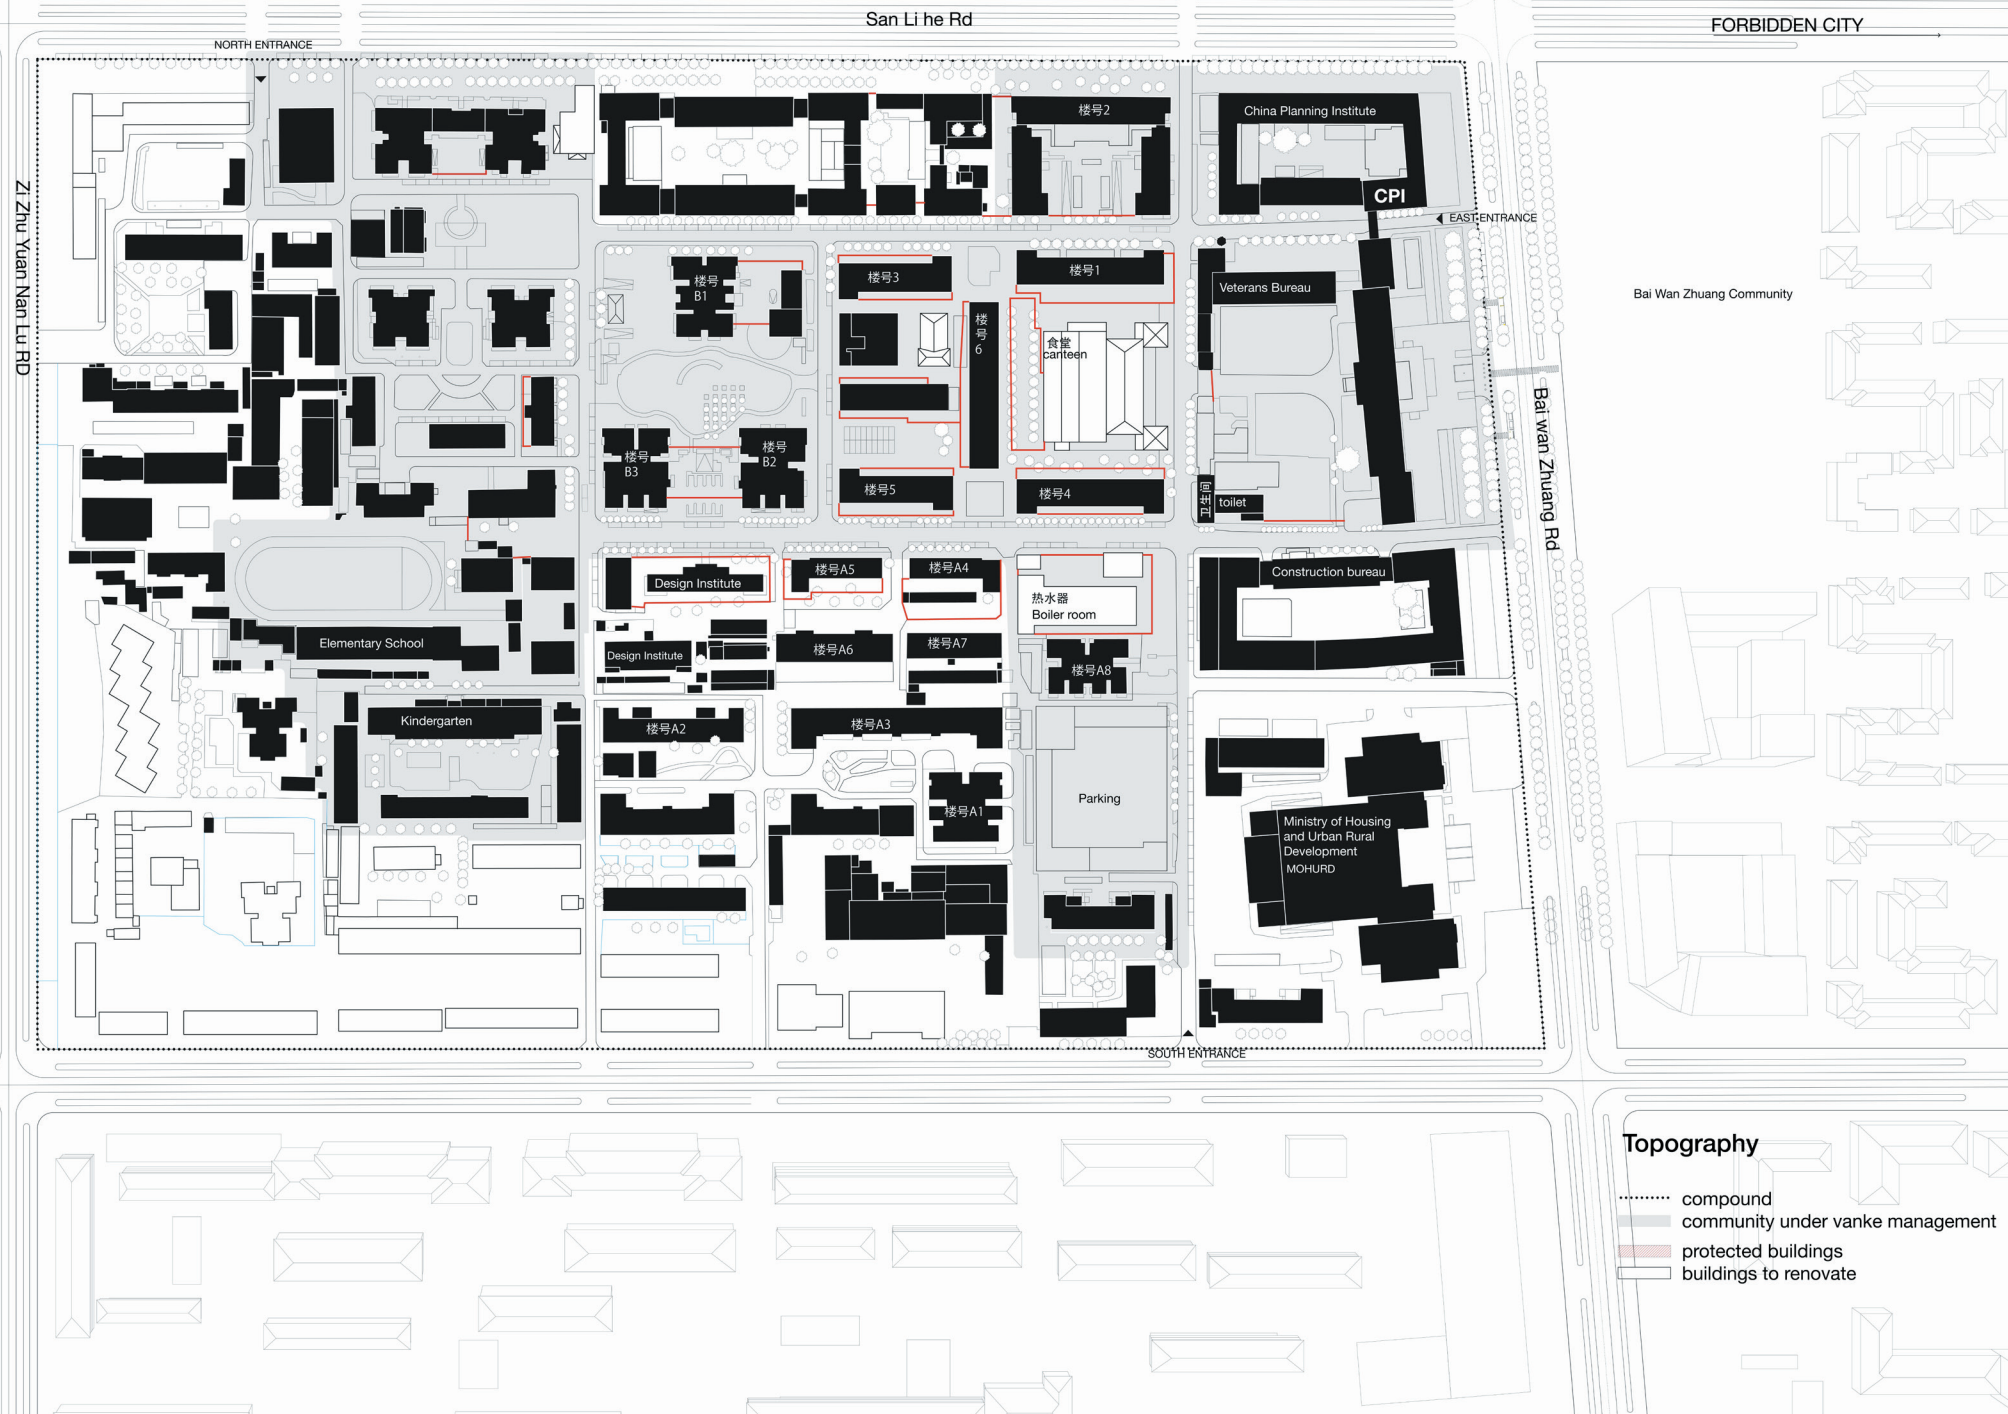 San Li he Rd
FORBIDDEN CITY
NORTH ENTRANCE
楼号2
China Planning Institute
CPI
EAST ENTRANCE
Zi Zhu Yuan Nan Lu RD
楼号
B1
楼号3
楼号1
Veterans Bureau
Bai Wan Zhuang Community
楼
号
6
食堂
canteen
Bai wan Zhuang Rd
楼号
B3
楼号
B2
楼号5
楼号4
卫生间
toilet
Design Institute
楼号A5
楼号A4
热水器
Boiler room
Construction bureau
Elementary School
Design Institute
楼号A6
楼号A7
楼号A8
Kindergarten
楼号A2
楼号A3
Parking
楼号A1
Ministry of Housing
and Urban Rural
Development
MOHURD
SOUTH ENTRANCE
Topography
compound
community under vanke management
protected buildings
buildings to renovate